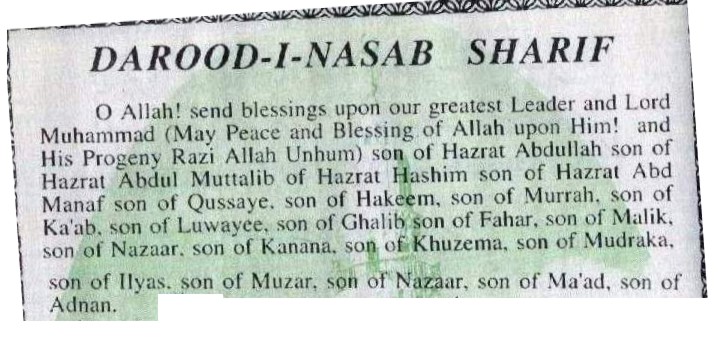 DAROOD-I-NASAB SHARIF
O Allah! send blessings upon our greatest Leader and Lord
Muhammad (May Peace and Blessing of Allah upon Him! and
His Progeny Razi Allah Unhum) son of Hazrat Abdullah son of
Hazrat Abdul Muttalib of Hazrat Hashim son of Hazrat Abd
Manaf son of Qussaye, son of Hakeem, son of Murrah, son of
Ka'ab, son of Luwayee, son of Ghalib son of Fahar, son of Malik,
son of Nazaar, son of Kanana, son of Khuzema, son of Mudraka,
son of Ilyas, son of Muzar, son of Nazaar, son of Ma'ad, son of
Adnan.